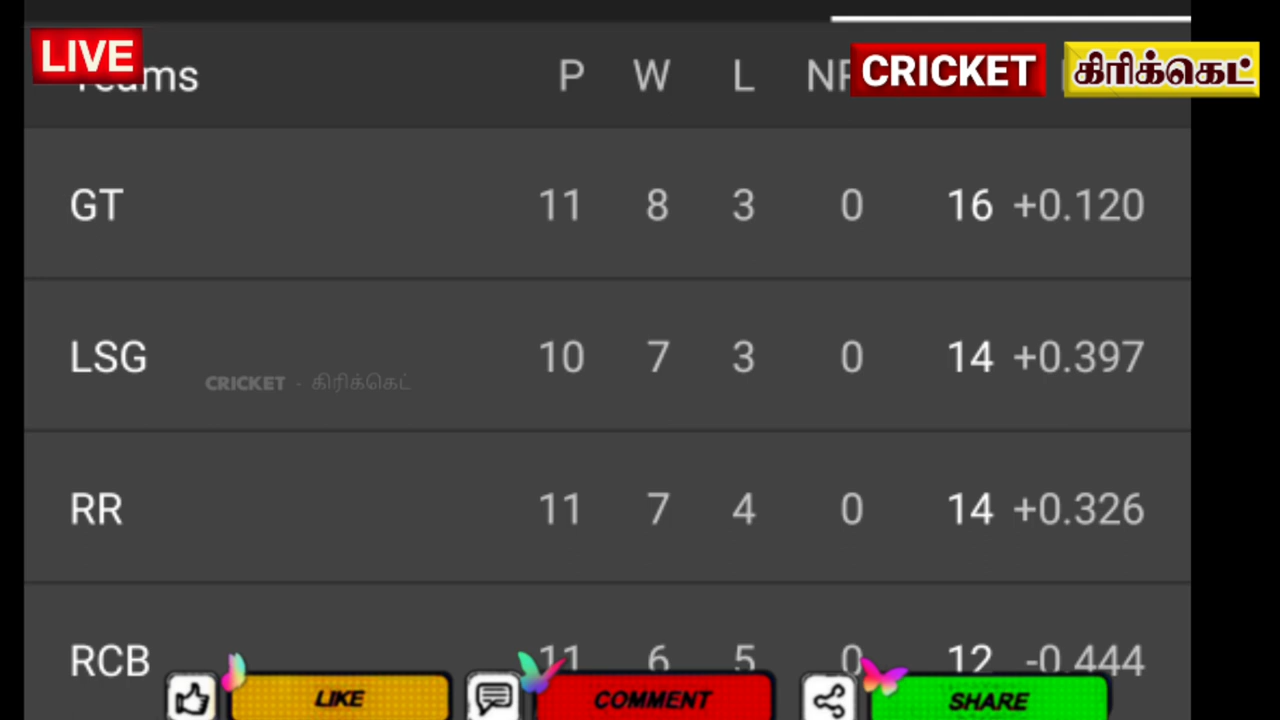 LIVE
P W L CRICKET கிரிக்கெட்
GT 11 8 3 0 16 +0.120
LSG 10 7 3 0 14 +0.397
CRICKET - கிரிக்கெட்
RR 11 7 4 0 14 +0.326
RCB 11 6 5 0 12 -0.444
LIKE COMMENT SHARE